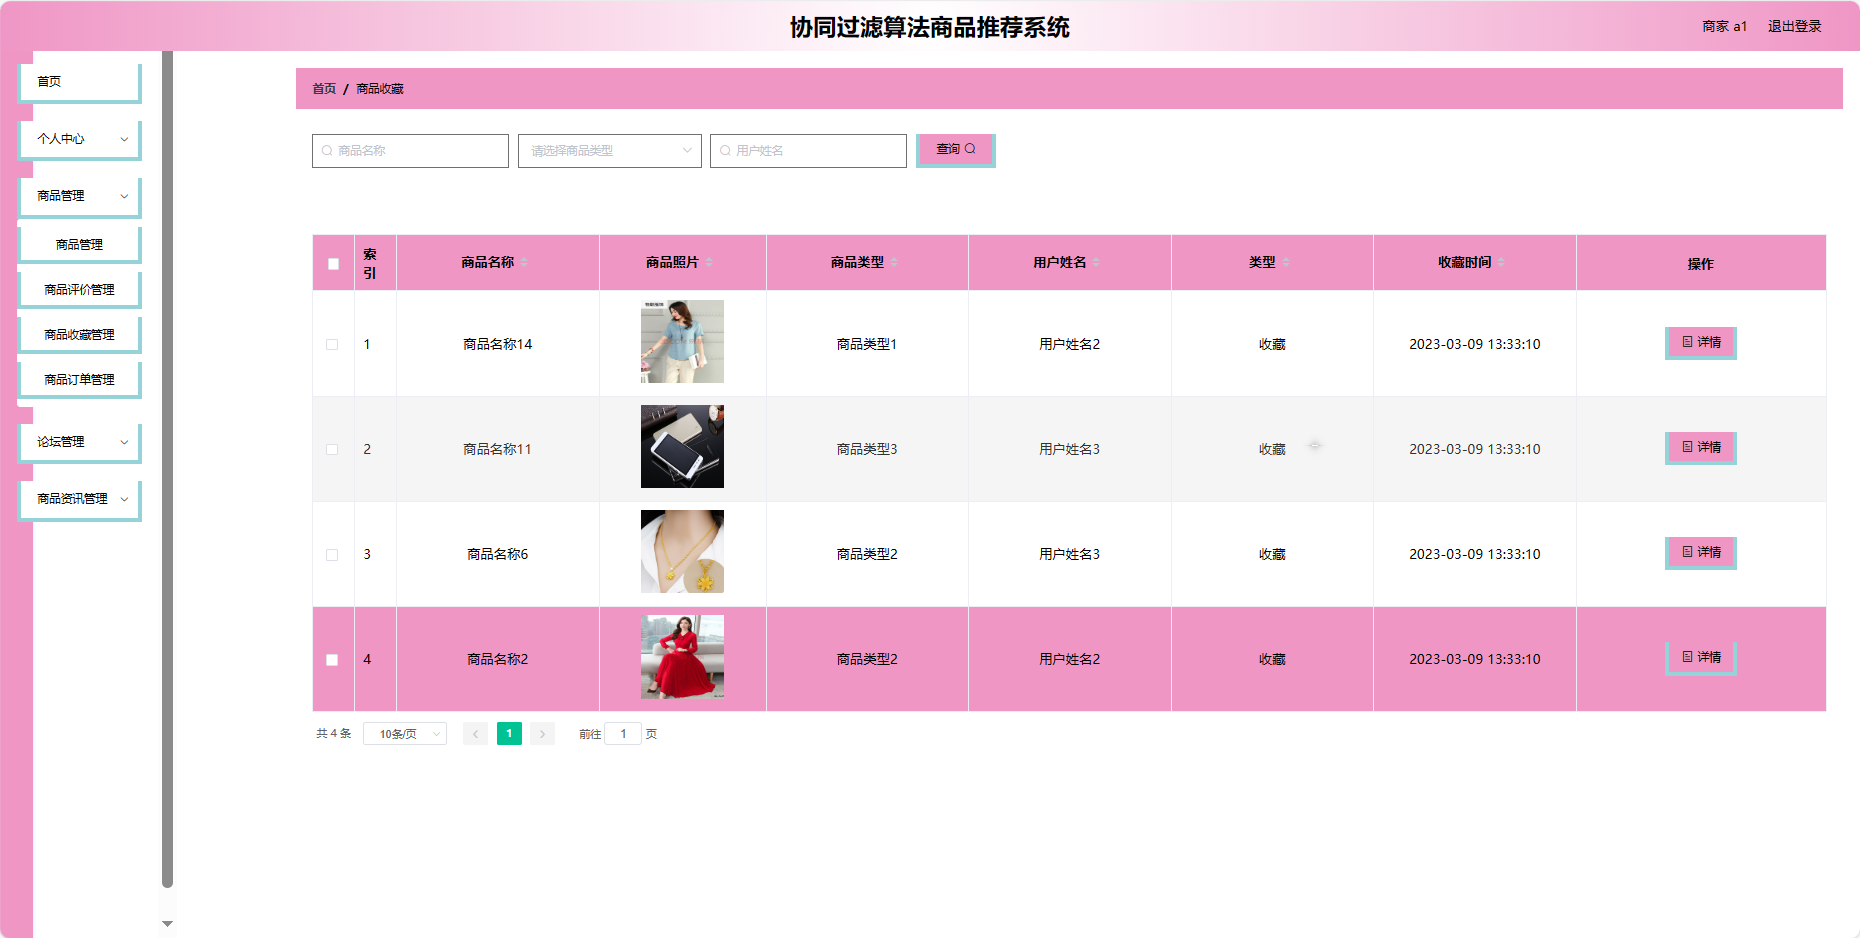 协同过滤算法商品推荐系统
商家 a1 退出登录
首页
个人中心
商品管理
商品管理
商品评价管理
商品收藏管理
商品订单管理
论坛管理
商品资讯管理
首页 / 商品收藏
商品名称 请选择商品类型 用户姓名 查询
索引 商品名称 商品照片 商品类型 用户姓名 类型 收藏时间 操作
1 商品名称14 商品类型1 用户姓名2 收藏 2023-03-09 13:33:10 详情
2 商品名称11 商品类型3 用户姓名3 收藏 2023-03-09 13:33:10 详情
3 商品名称6 商品类型2 用户姓名3 收藏 2023-03-09 13:33:10 详情
4 商品名称2 商品类型2 用户姓名2 收藏 2023-03-09 13:33:10 详情
共 4 条 10条/页 1 前往 1 页